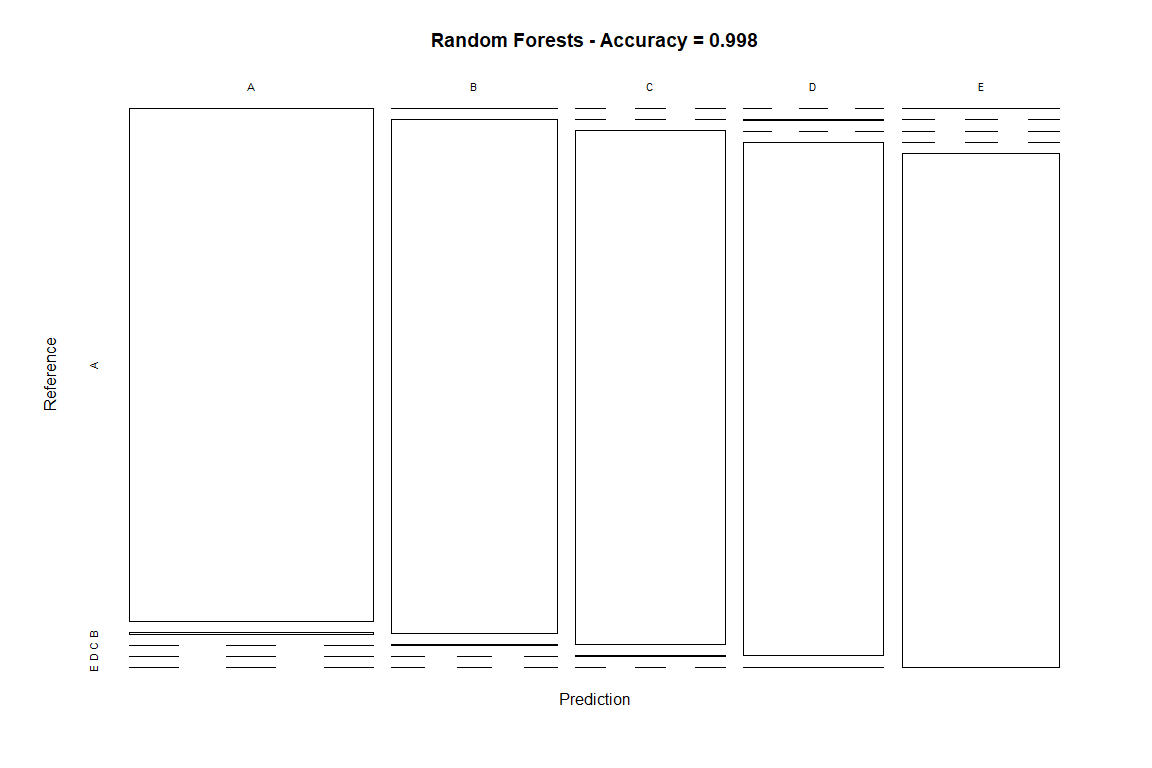 Random Forests - Accuracy = 0.998
A B C D E
Reference
A
B
C
D
E
Prediction